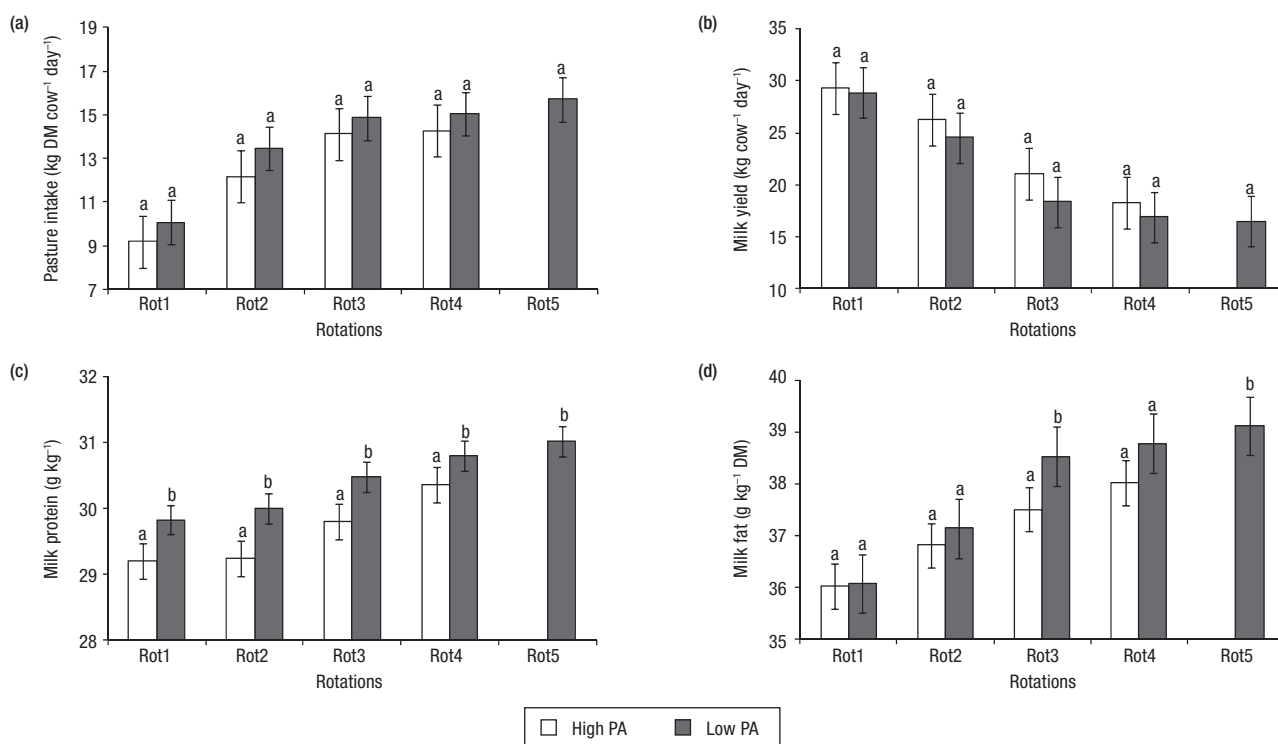 (a)
Pasture intake (kg DM cow⁻¹ day⁻¹)
19
17
15
13
11
9
7
a a a a a a a a a
Rot1 Rot2 Rot3 Rot4 Rot5
Rotations
(b)
Milk yield (kg cow⁻¹ day⁻¹)
35
30
25
20
15
10
a a a a a a a a a
Rot1 Rot2 Rot3 Rot4 Rot5
Rotations
(c)
Milk protein (g kg⁻¹)
32
31
30
29
28
a b a b a b a b b
Rot1 Rot2 Rot3 Rot4 Rot5
Rotations
(d)
Milk fat (g kg⁻¹ DM)
40
39
38
37
36
35
a a a a a b a a b
Rot1 Rot2 Rot3 Rot4 Rot5
Rotations
High PA Low PA